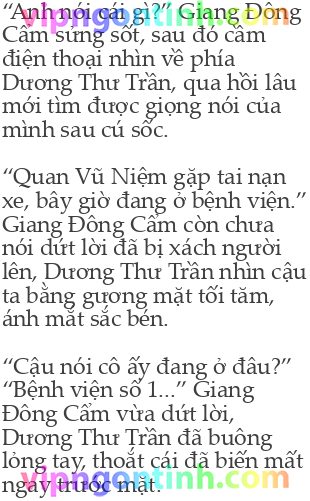 “Anh nói cái gì?” Giang Đông
Cẩm sửng sốt, sau đó cầm
điện thoại nhìn về phía
Dương Thư Trần, qua hồi lâu
mới tìm được giọng nói của
mình sau cú sốc.
“Quan Vũ Niệm gặp tai nạn
xe, bây giờ đang ở bệnh viện.”
Giang Đông Cẩm còn chưa
nói dứt lời đã bị xách người
lên, Dương Thư Trần nhìn cậu
ta bằng gương mặt tối tăm,
ánh mắt sắc bén.
“Cậu nói cô ấy đang ở đâu?”
“Bệnh viện số 1...” Giang
Đông Cẩm vừa dứt lời,
Dương Thư Trần đã buông
lỏng tay, thoắt cái đã biến mất
ngay trước mặt.
vipngontinh.com
vipngontinh.com